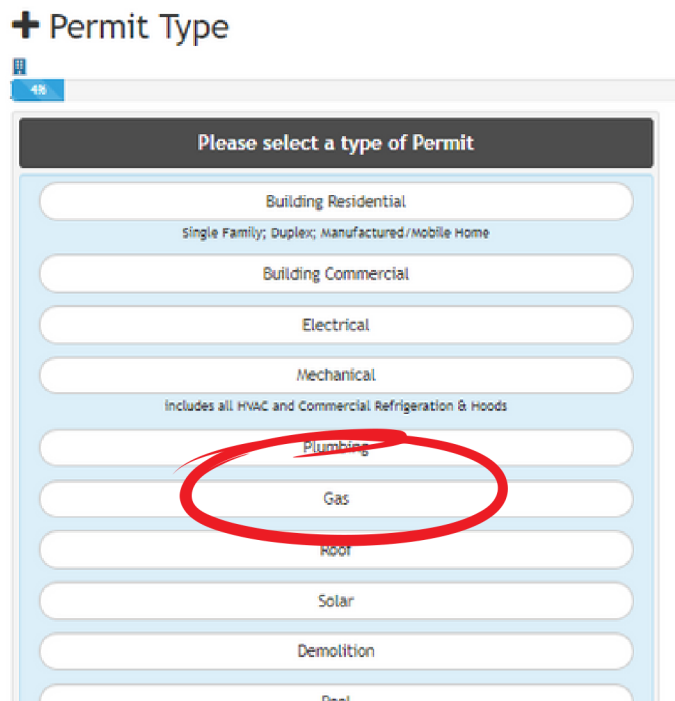 Permit Type
4%
Please select a type of Permit
Building Residential
Single Family; Duplex; Manufactured/Mobile Home
Building Commercial
Electrical
Mechanical
includes all HVAC and Commercial Refrigeration & Hoods
Plumbing
Gas
Roof
Solar
Demolition
Pool